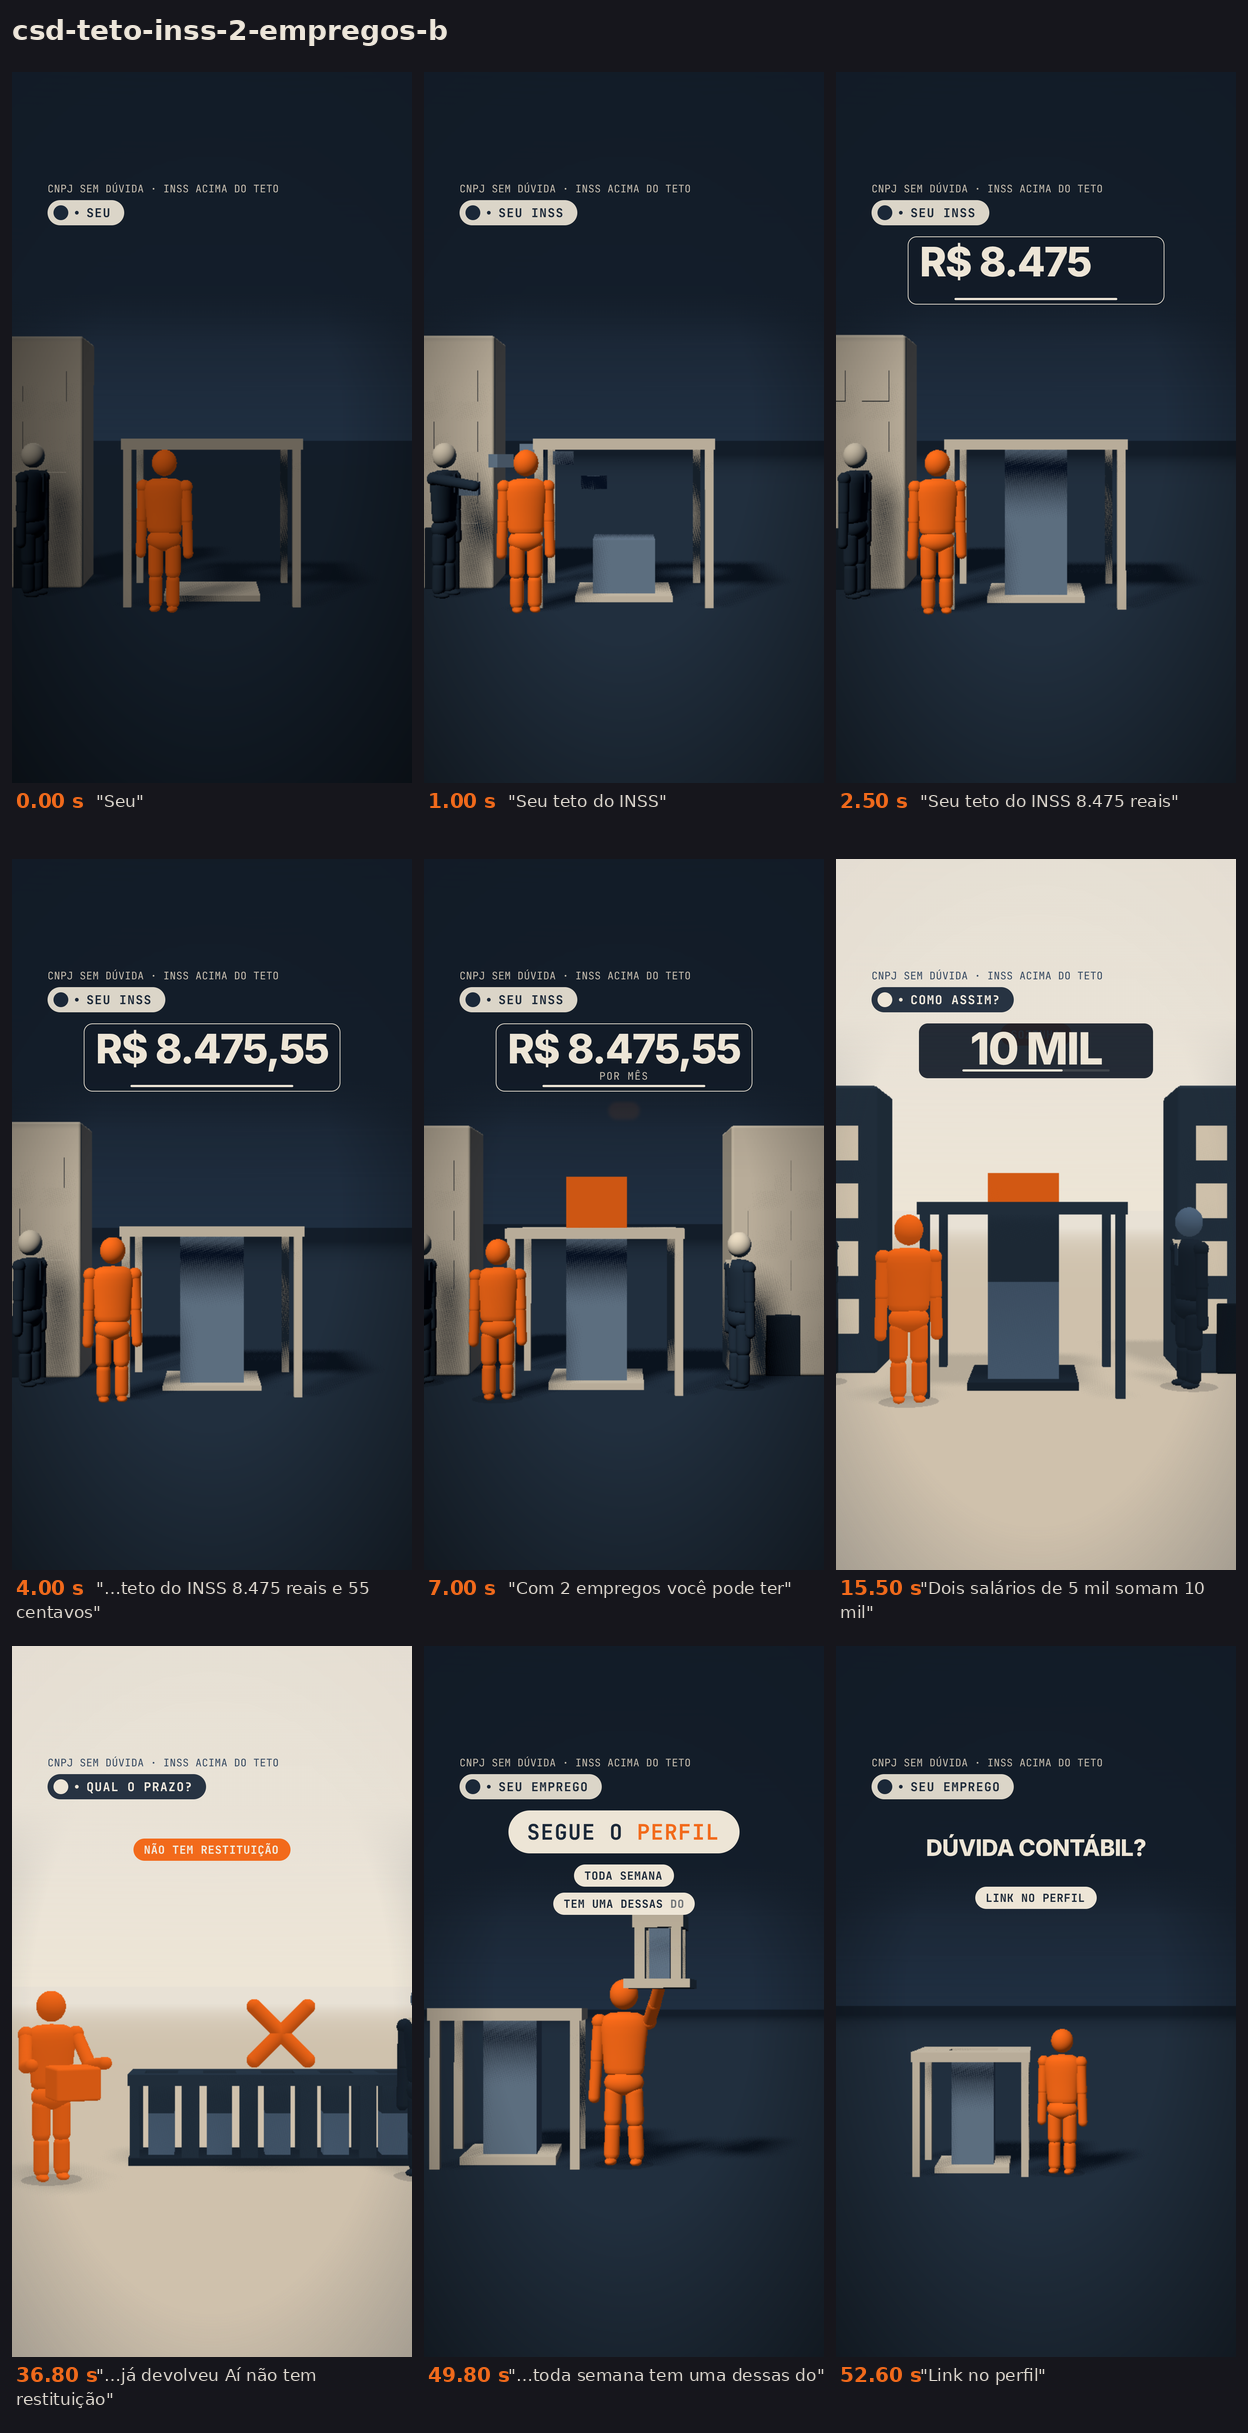 csd-teto-inss-2-empregos-b
CNPJ SEM DÚVIDA · INSS ACIMA DO TETO
• SEU
0.00 s "Seu"
CNPJ SEM DÚVIDA · INSS ACIMA DO TETO
• SEU INSS
1.00 s "Seu teto do INSS"
CNPJ SEM DÚVIDA · INSS ACIMA DO TETO
• SEU INSS
R$ 8.475
2.50 s "Seu teto do INSS 8.475 reais"
CNPJ SEM DÚVIDA · INSS ACIMA DO TETO
• SEU INSS
R$ 8.475,55
4.00 s "...teto do INSS 8.475 reais e 55
centavos"
CNPJ SEM DÚVIDA · INSS ACIMA DO TETO
• SEU INSS
R$ 8.475,55
POR MÊS
7.00 s "Com 2 empregos você pode ter"
CNPJ SEM DÚVIDA · INSS ACIMA DO TETO
• COMO ASSIM?
10 MIL
15.50 s "Dois salários de 5 mil somam 10
mil"
CNPJ SEM DÚVIDA · INSS ACIMA DO TETO
• QUAL O PRAZO?
NÃO TEM RESTITUIÇÃO
36.80 s "...já devolveu Aí não tem
restituição"
CNPJ SEM DÚVIDA · INSS ACIMA DO TETO
• SEU EMPREGO
SEGUE O PERFIL
TODA SEMANA
TEM UMA DESSAS DO
49.80 s "...toda semana tem uma dessas do"
CNPJ SEM DÚVIDA · INSS ACIMA DO TETO
• SEU EMPREGO
DÚVIDA CONTÁBIL?
LINK NO PERFIL
52.60 s "Link no perfil"